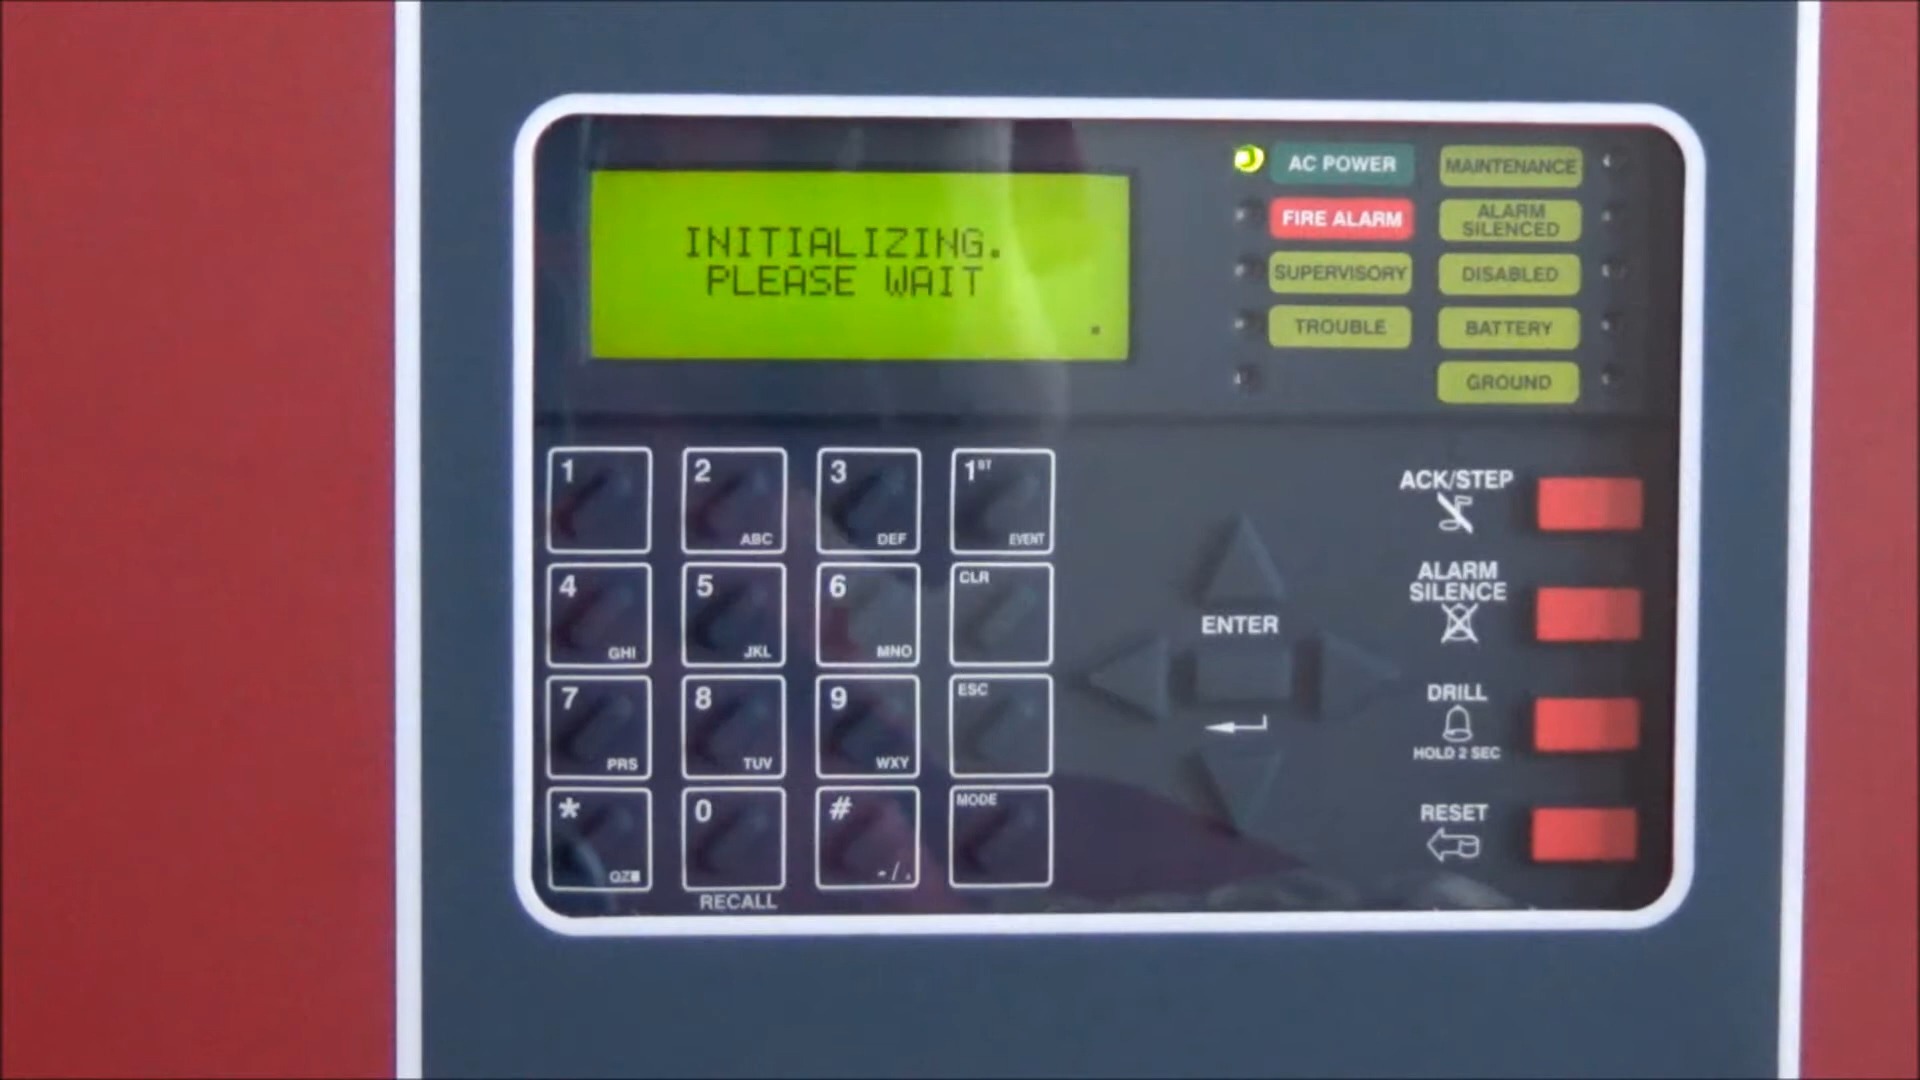 INITIALIZING.
PLEASE WAIT
.
AC POWER
FIRE ALARM
SUPERVISORY
TROUBLE
MAINTENANCE
ALARM
SILENCED
DISABLED
BATTERY
GROUND
1
2 ABC
3 DEF
1ST EVENT
4 GHI
5 JKL
6 MNO
CLR
7 PRS
8 TUV
9 WXY
ESC
* QZ
0
# -/.
MODE
RECALL
ENTER
ACK/STEP
ALARM
SILENCE
DRILL
HOLD 2 SEC
RESET